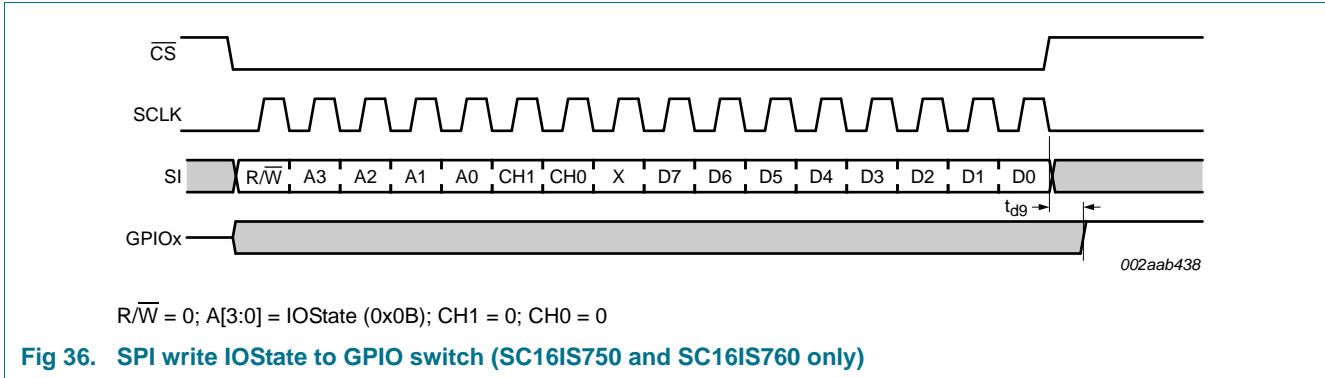 CS
SCLK
SI R/W A3 A2 A1 A0 CH1 CH0 X D7 D6 D5 D4 D3 D2 D1 D0
td9
GPIOx
002aab438
R/W = 0; A[3:0] = IOState (0x0B); CH1 = 0; CH0 = 0
Fig 36. SPI write IOState to GPIO switch (SC16IS750 and SC16IS760 only)